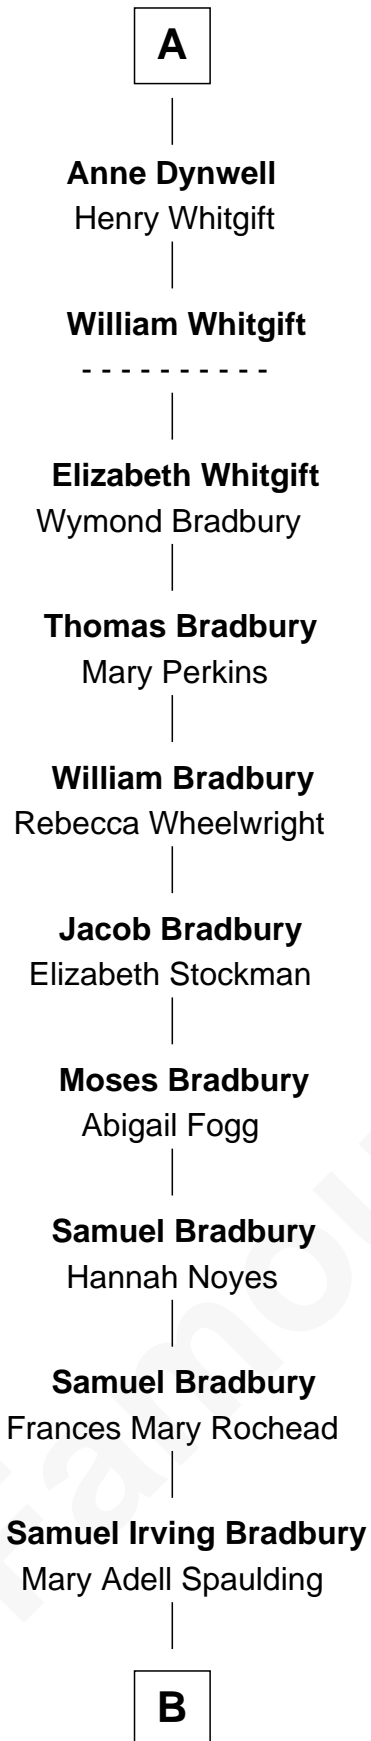 A
Anne Dynwell
Henry Whitgift
William Whitgift
- - - - - - - - - -
Elizabeth Whitgift
Wymond Bradbury
Thomas Bradbury
Mary Perkins
William Bradbury
Rebecca Wheelwright
Jacob Bradbury
Elizabeth Stockman
Moses Bradbury
Abigail Fogg
Samuel Bradbury
Hannah Noyes
Samuel Bradbury
Frances Mary Rochead
Samuel Irving Bradbury
Mary Adell Spaulding
B